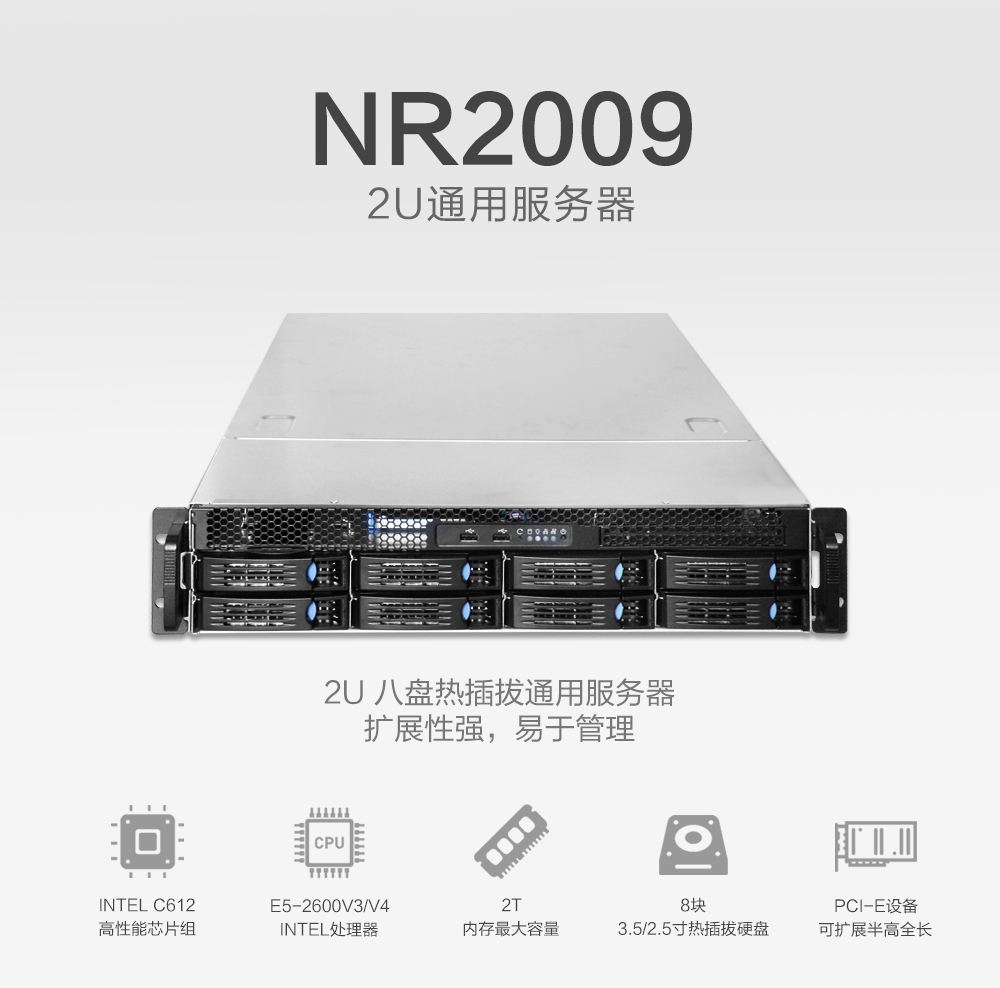 NR2009
2U通用服务器
2U 八盘热插拔通用服务器
扩展性强，易于管理
CPU
INTEL C612
高性能芯片组
E5-2600V3/V4
INTEL处理器
2T
内存最大容量
8块
3.5/2.5寸热插拔硬盘
PCI-E设备
可扩展半高全长